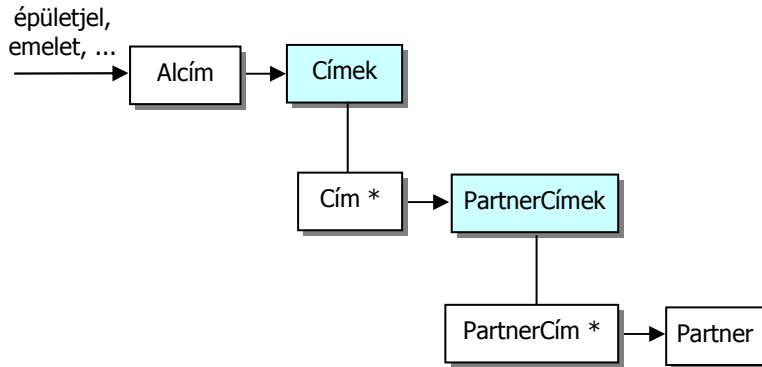 épületjel,
emelet, ...
Alcím
Címek
Cím *
PartnerCímek
PartnerCím *
Partner